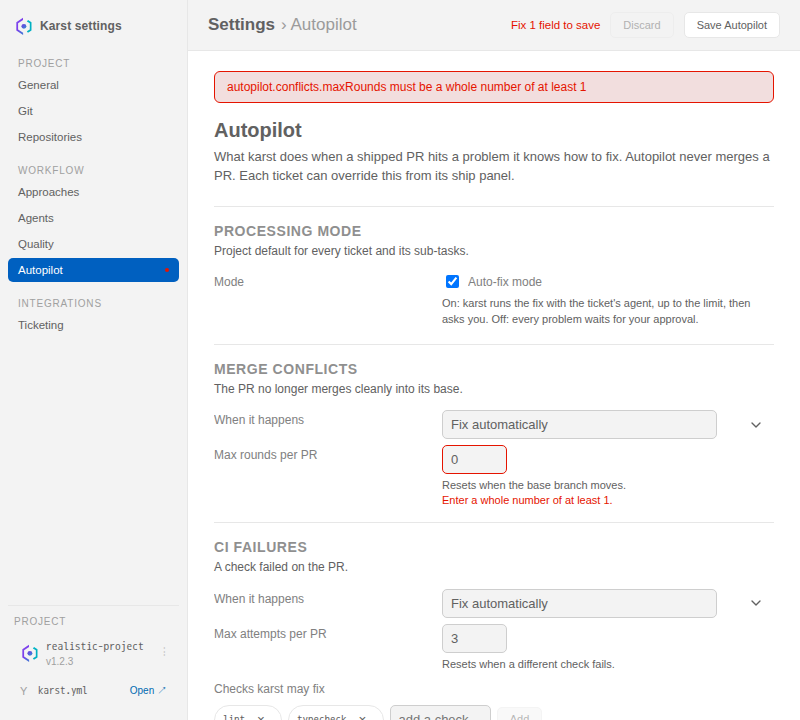 Karst settings
PROJECT
General
Git
Repositories
WORKFLOW
Approaches
Agents
Quality
Autopilot
INTEGRATIONS
Ticketing
PROJECT
realistic-project
v1.2.3
Y karst.yml Open ↗
Settings › Autopilot
Fix 1 field to save Discard Save Autopilot
autopilot.conflicts.maxRounds must be a whole number of at least 1
Autopilot
What karst does when a shipped PR hits a problem it knows how to fix. Autopilot never merges a
PR. Each ticket can override this from its ship panel.
PROCESSING MODE
Project default for every ticket and its sub-tasks.
Mode Auto-fix mode
On: karst runs the fix with the ticket's agent, up to the limit, then
asks you. Off: every problem waits for your approval.
MERGE CONFLICTS
The PR no longer merges cleanly into its base.
When it happens Fix automatically
Max rounds per PR 0
Resets when the base branch moves.
Enter a whole number of at least 1.
CI FAILURES
A check failed on the PR.
When it happens Fix automatically
Max attempts per PR 3
Resets when a different check fails.
Checks karst may fix
lint × typecheck × add a check Add